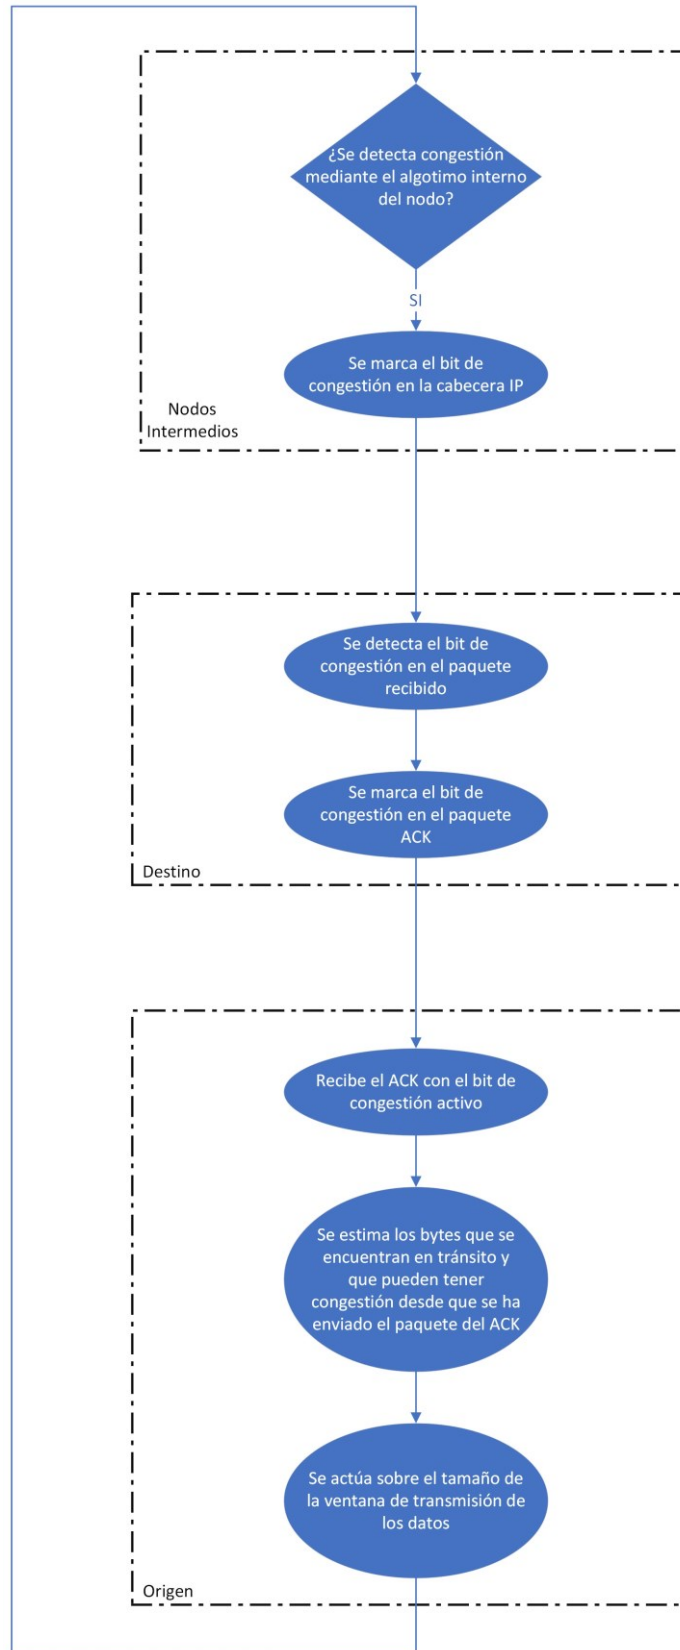 ¿Se detecta congestión
mediante el algotimo interno
del nodo?
SI
Se marca el bit de
congestión en la cabecera IP
Nodos
Intermedios
Se detecta el bit de
congestión en el paquete
recibido
Se marca el bit de
congestión en el paquete
ACK
Destino
Recibe el ACK con el bit de
congestión activo
Se estima los bytes que se
encuentran en tránsito y
que pueden tener
congestión desde que se ha
enviado el paquete del ACK
Se actúa sobre el tamaño de
la ventana de transmisión de
los datos
Origen